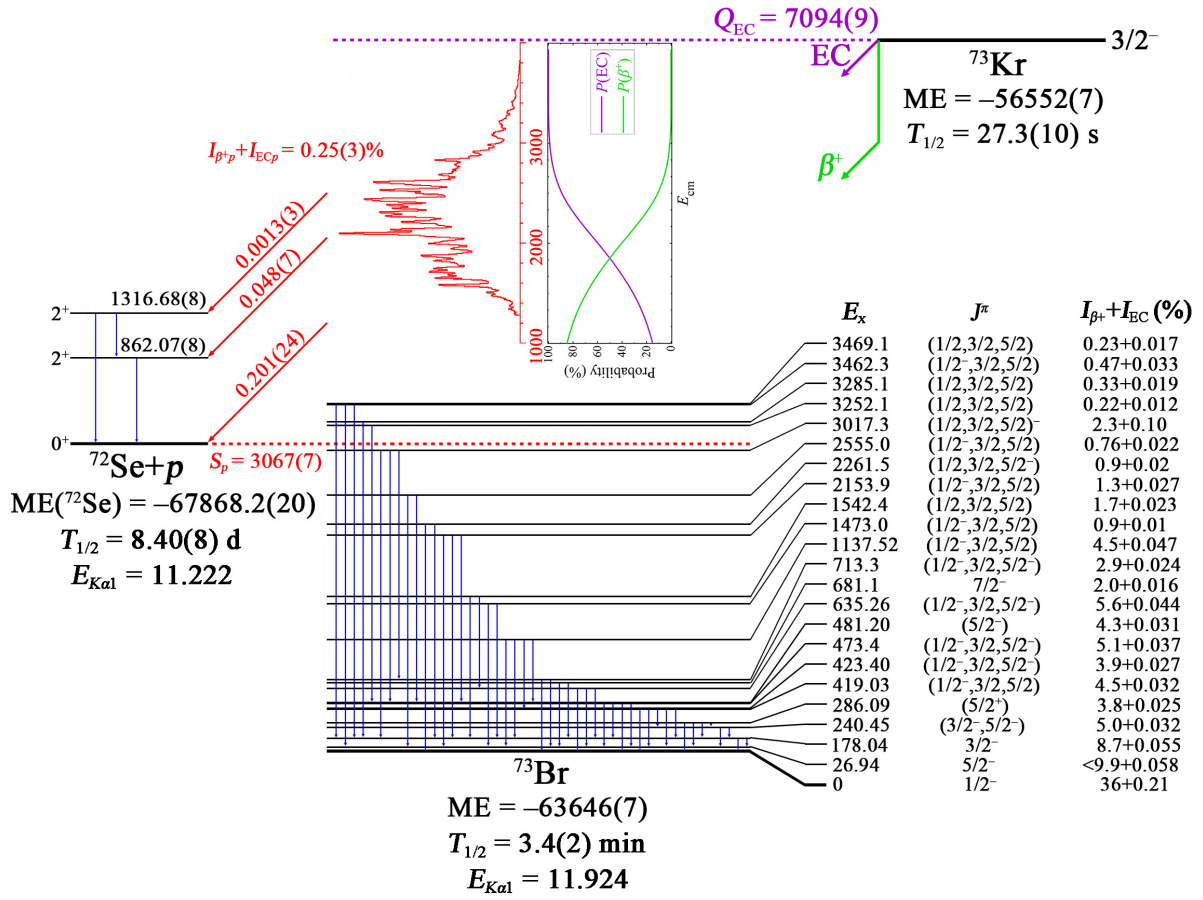 Q_EC = 7094(9)
EC
3/2⁻
⁷³Kr
ME = –56552(7)
T₁/₂ = 27.3(10) s
β⁺
I_β⁺p+I_ECp = 0.25(3)%
0.0013(3)
0.048(7)
0.201(24)
1000
2000
3000
P(EC)
P(β⁺)
E_cm
100 80 60 40 20 0
Probability (%)
2⁺ 1316.68(8)
2⁺ 862.07(8)
0⁺
⁷²Se+p
ME(⁷²Se) = –67868.2(20)
T₁/₂ = 8.40(8) d
E_Kα1 = 11.222
S_p = 3067(7)
E_x J^π I_β₊+I_EC (%)
3469.1 (1/2,3/2,5/2) 0.23+0.017
3462.3 (1/2⁻,3/2,5/2) 0.47+0.033
3285.1 (1/2,3/2,5/2) 0.33+0.019
3252.1 (1/2,3/2,5/2) 0.22+0.012
3017.3 (1/2,3/2,5/2)⁻ 2.3+0.10
2555.0 (1/2⁻,3/2,5/2) 0.76+0.022
2261.5 (1/2,3/2,5/2⁻) 0.9+0.02
2153.9 (1/2⁻,3/2,5/2) 1.3+0.027
1542.4 (1/2,3/2,5/2) 1.7+0.023
1473.0 (1/2⁻,3/2,5/2) 0.9+0.01
1137.52 (1/2⁻,3/2,5/2) 4.5+0.047
713.3 (1/2⁻,3/2,5/2⁻) 2.9+0.024
681.1 7/2⁻ 2.0+0.016
635.26 (1/2⁻,3/2,5/2⁻) 5.6+0.044
481.20 (5/2⁻) 4.3+0.031
473.4 (1/2⁻,3/2,5/2⁻) 5.1+0.037
423.40 (1/2⁻,3/2,5/2⁻) 3.9+0.027
419.03 (1/2⁻,3/2,5/2) 4.5+0.032
286.09 (5/2⁺) 3.8+0.025
240.45 (3/2⁻,5/2⁻) 5.0+0.032
178.04 3/2⁻ 8.7+0.055
26.94 5/2⁻ <9.9+0.058
0 1/2⁻ 36+0.21
⁷³Br
ME = –63646(7)
T₁/₂ = 3.4(2) min
E_Kα1 = 11.924